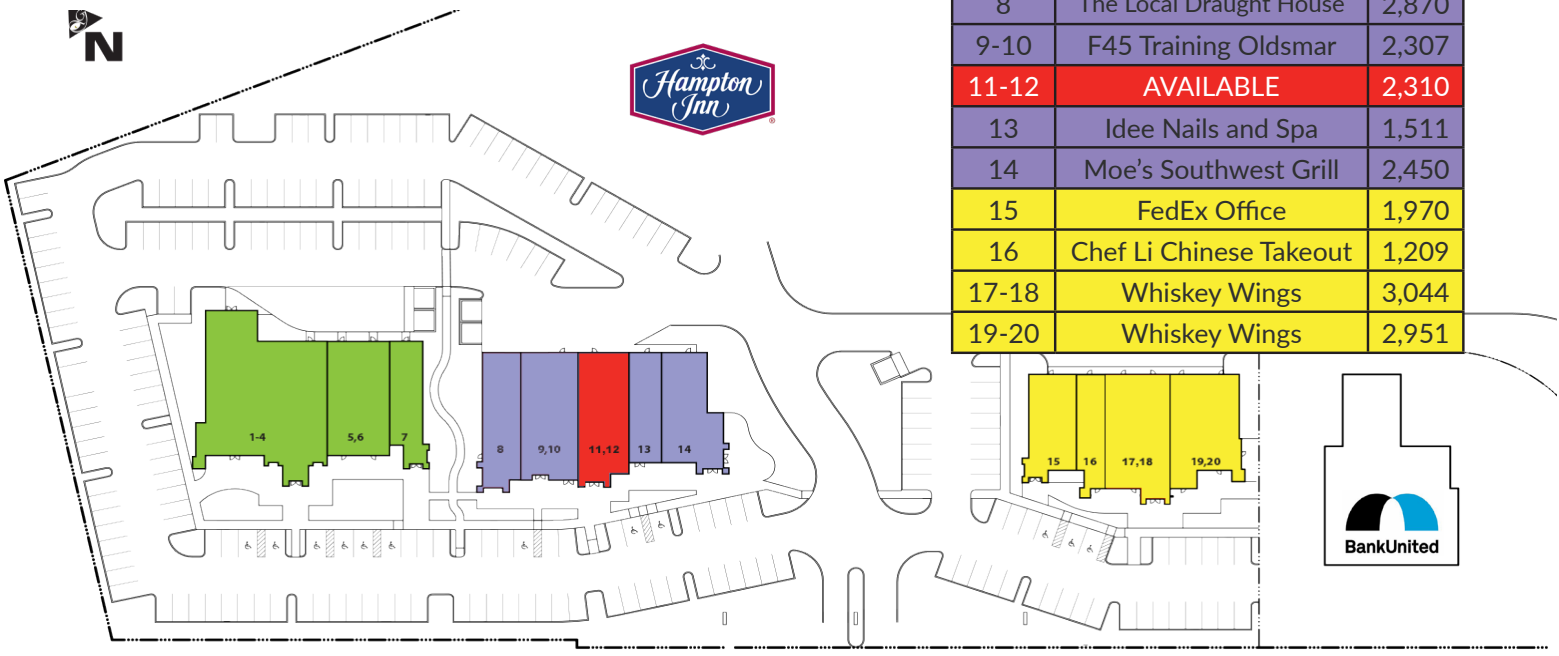 N
Hampton
Inn
®
8 The Local Draught House 2,870
9-10 F45 Training Oldsmar 2,307
11-12 AVAILABLE 2,310
13 Idee Nails and Spa 1,511
14 Moe's Southwest Grill 2,450
15 FedEx Office 1,970
16 Chef Li Chinese Takeout 1,209
17-18 Whiskey Wings 3,044
19-20 Whiskey Wings 2,951
1-4 5,6 7
8 9,10 11,12 13 14
15 16 17,18 19,20
BankUnited